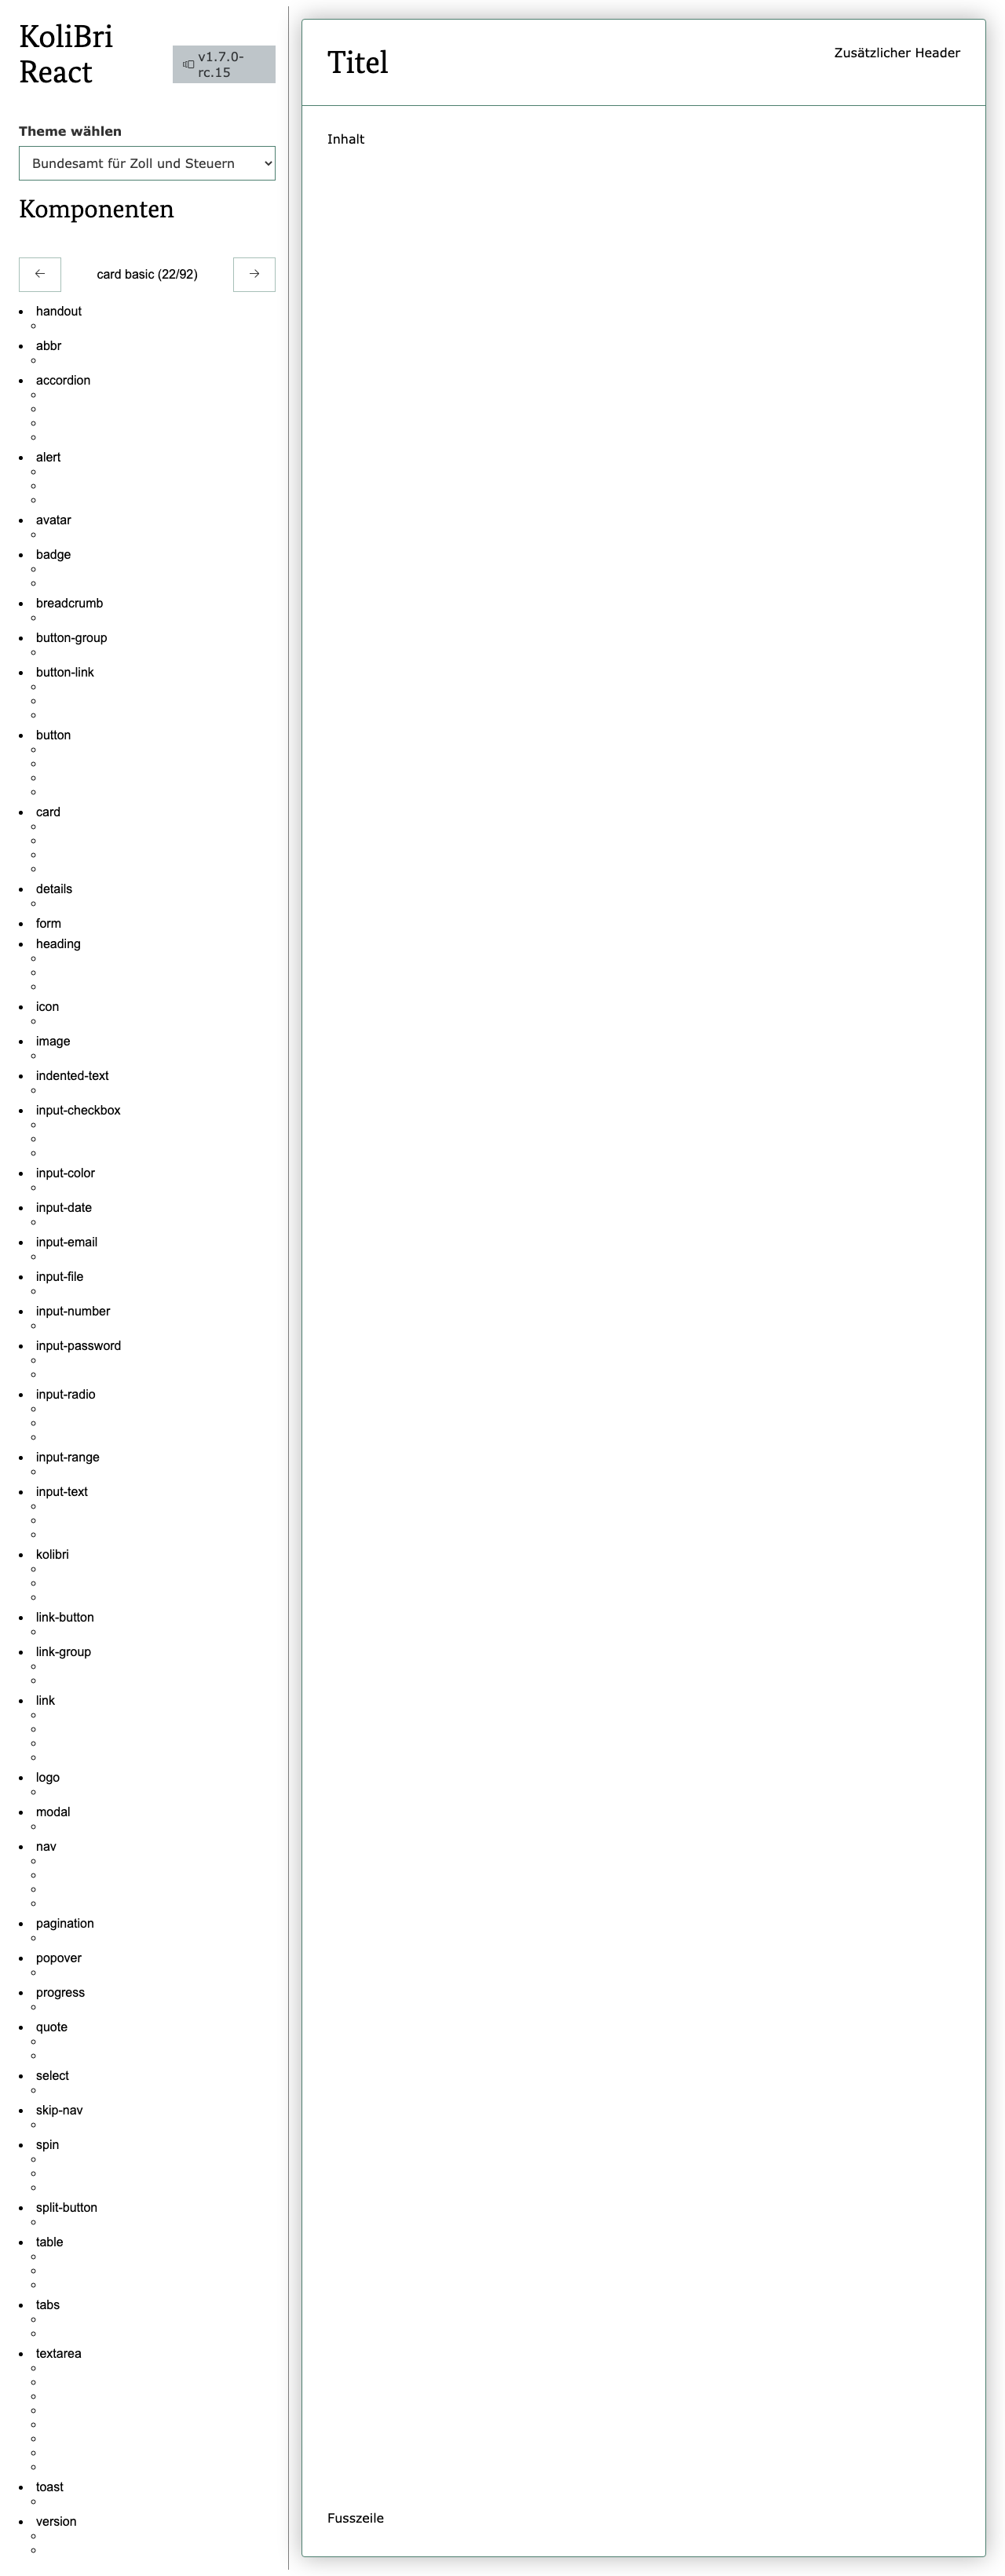 KoliBri
React
v1.7.0-
rc.15
Theme wählen
Bundesamt für Zoll und Steuern
Komponenten
card basic (22/92)
handout
abbr
accordion
alert
avatar
badge
breadcrumb
button-group
button-link
button
card
details
form
heading
icon
image
indented-text
input-checkbox
input-color
input-date
input-email
input-file
input-number
input-password
input-radio
input-range
input-text
kolibri
link-button
link-group
link
logo
modal
nav
pagination
popover
progress
quote
select
skip-nav
spin
split-button
table
tabs
textarea
toast
version
Titel
Zusätzlicher Header
Inhalt
Fusszeile